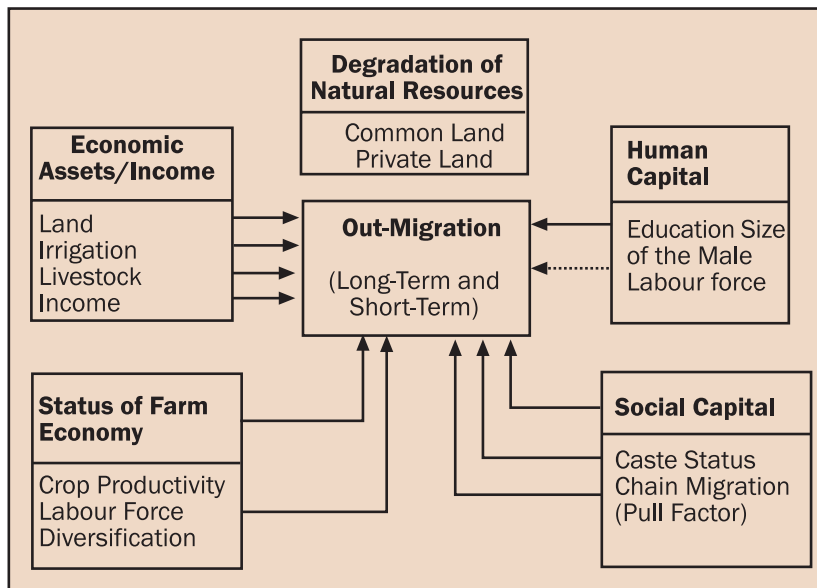 Degradation of
Natural Resources
Common Land
Private Land
Economic
Assets/Income
Land
Irrigation
Livestock
Income
Out-Migration
(Long-Term and
Short-Term)
Human
Capital
Education Size
of the Male
Labour force
Status of Farm
Economy
Crop Productivity
Labour Force
Diversification
Social Capital
Caste Status
Chain Migration
(Pull Factor)